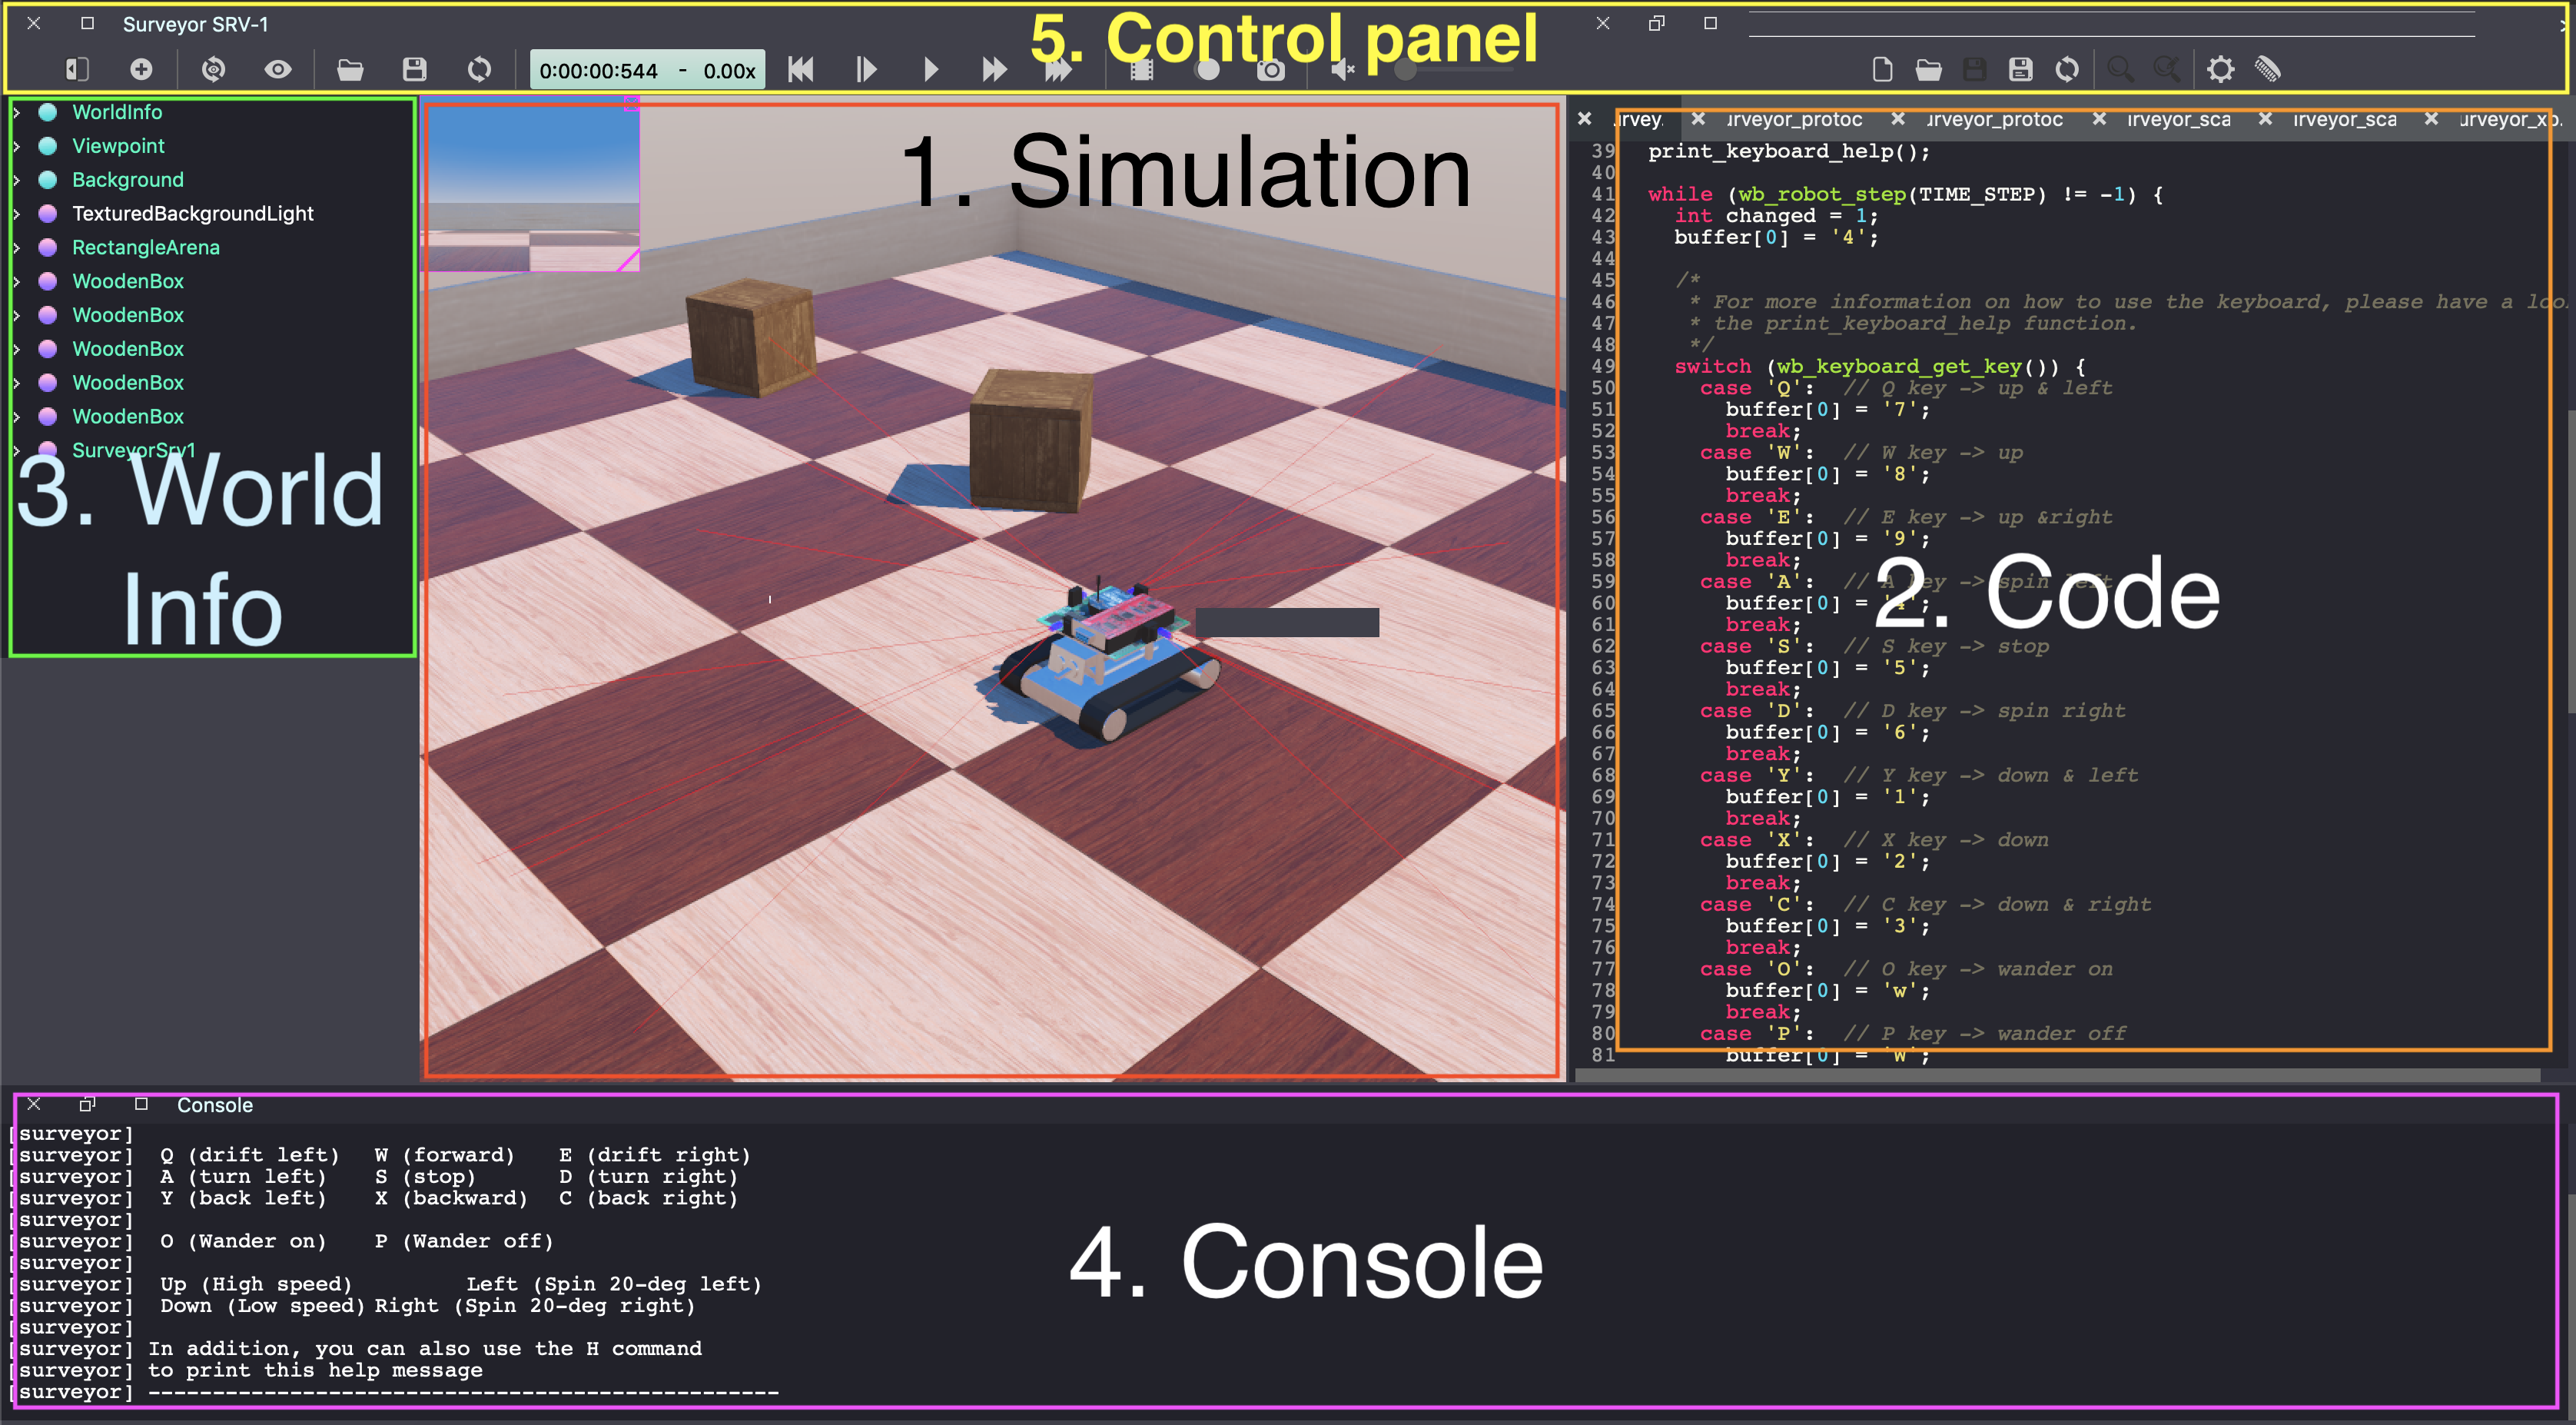 Surveyor SRV-1
5. Control panel
0:00:00:544 - 0.00x
WorldInfo
Viewpoint
Background
TexturedBackgroundLight
RectangleArena
WoodenBox
WoodenBox
WoodenBox
WoodenBox
WoodenBox
SurveyorSrv1
3. World
Info
1. Simulation
2. Code
39 print_keyboard_help();
40
41 while (wb_robot_step(TIME_STEP) != -1) {
42 int changed = 1;
43 buffer[0] = '4';
44
45 /*
46 * For more information on how to use the keyboard, please have a
47 * the print_keyboard_help function.
48 */
49 switch (wb_keyboard_get_key()) {
50 case 'Q': // Q key -> up & left
51 buffer[0] = '7';
52 break;
53 case 'W': // W key -> up
54 buffer[0] = '8';
55 break;
56 case 'E': // E key -> up &right
57 buffer[0] = '9';
58 break;
59 case 'A': // A key -> spin left
60 buffer[0] = '4';
61 break;
62 case 'S': // S key -> stop
63 buffer[0] = '5';
64 break;
65 case 'D': // D key -> spin right
66 buffer[0] = '6';
67 break;
68 case 'Y': // Y key -> down & left
69 buffer[0] = '1';
70 break;
71 case 'X': // X key -> down
72 buffer[0] = '2';
73 break;
74 case 'C': // C key -> down & right
75 buffer[0] = '3';
76 break;
77 case 'O': // O key -> wander on
78 buffer[0] = 'w';
79 break;
80 case 'P': // P key -> wander off
81 buffer[0] = 'W';
Console
4. Console
[surveyor]
[surveyor] Q (drift left) W (forward) E (drift right)
[surveyor] A (turn left) S (stop) D (turn right)
[surveyor] Y (back left) X (backward) C (back right)
[surveyor]
[surveyor] O (Wander on) P (Wander off)
[surveyor]
[surveyor] Up (High speed) Left (Spin 20-deg left)
[surveyor] Down (Low speed) Right (Spin 20-deg right)
[surveyor]
[surveyor] In addition, you can also use the H command
[surveyor] to print this help message
[surveyor] -------------------------------------------------